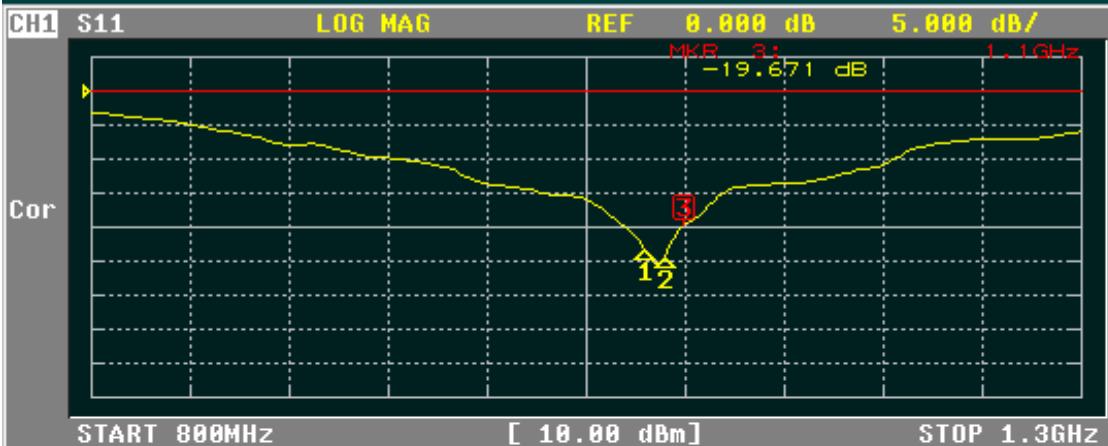 CH1 S11 LOG MAG REF 0.000 dB 5.000 dB/
MKR 3: 1.1GHz
-19.671 dB
Cor
3
1
2
START 800MHz [ 10.00 dBm] STOP 1.3GHz